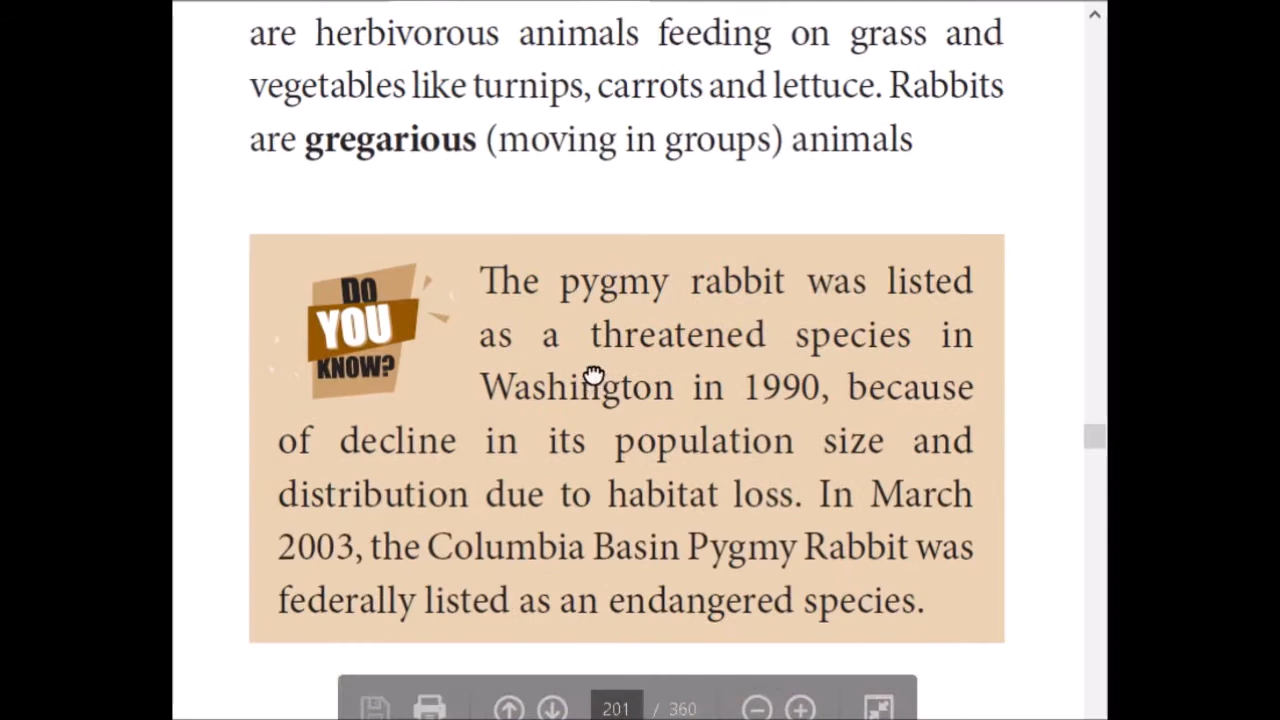 are herbivorous animals feeding on grass and
vegetables like turnips, carrots and lettuce. Rabbits
are gregarious (moving in groups) animals
DO
YOU
KNOW?
The pygmy rabbit was listed
as a threatened species in
Washington in 1990, because
of decline in its population size and
distribution due to habitat loss. In March
2003, the Columbia Basin Pygmy Rabbit was
federally listed as an endangered species.
201 / 360